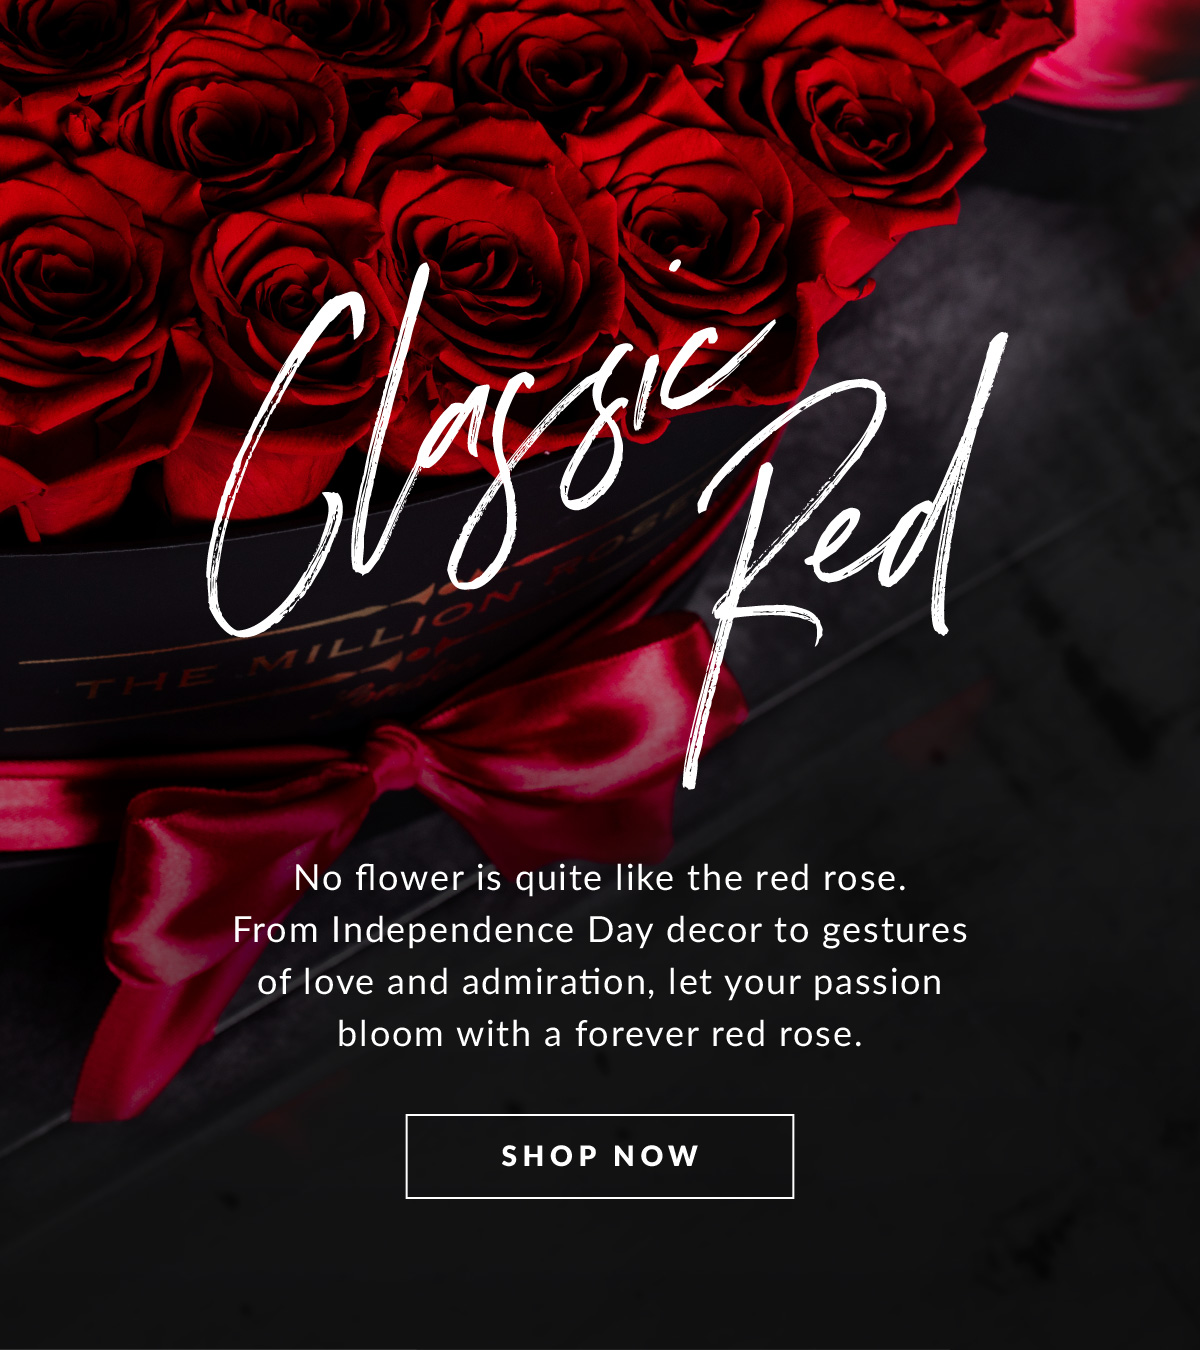 Classic
Red
THE MILLION ROSES
No flower is quite like the red rose.
From Independence Day decor to gestures
of love and admiration, let your passion
bloom with a forever red rose.
SHOP NOW